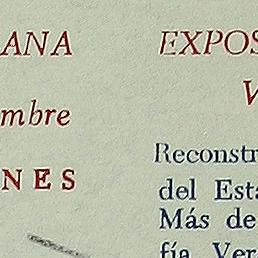 ANA
mbre
NES
EXPOS
V
Reconstr
del Esta
Más de
fía, Ver